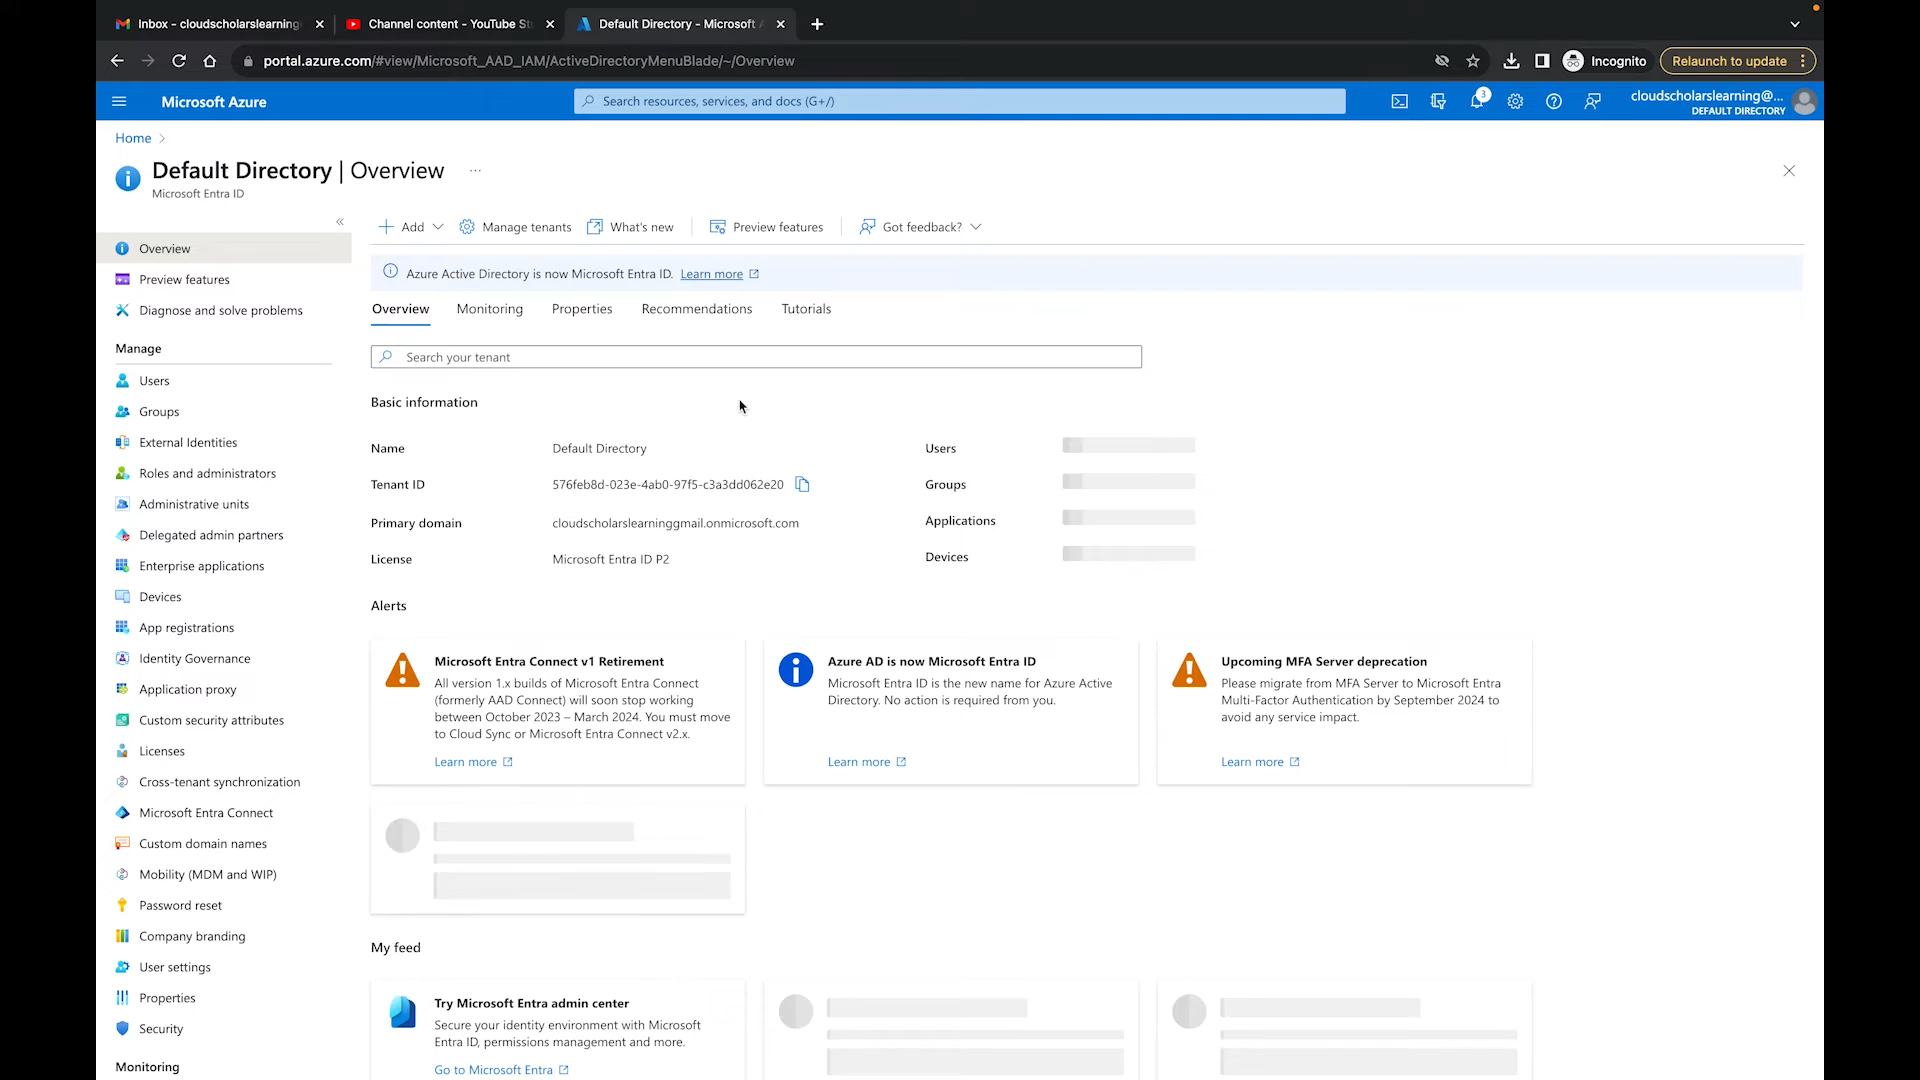 Inbox - cloudscholarslearning
Channel content - YouTube St
Default Directory - Microsoft A
portal.azure.com/#view/Microsoft_AAD_IAM/ActiveDirectoryMenuBlade/~/Overview
Incognito
Relaunch to update
Microsoft Azure
Search resources, services, and docs (G+/)
3
cloudscholarslearning@...
DEFAULT DIRECTORY
Home
Default Directory | Overview
...
Microsoft Entra ID
Add
Manage tenants
What's new
Preview features
Got feedback?
Azure Active Directory is now Microsoft Entra ID. Learn more
Overview
Preview features
Diagnose and solve problems
Manage
Users
Groups
External Identities
Roles and administrators
Administrative units
Delegated admin partners
Enterprise applications
Devices
App registrations
Identity Governance
Application proxy
Custom security attributes
Licenses
Cross-tenant synchronization
Microsoft Entra Connect
Custom domain names
Mobility (MDM and WIP)
Password reset
Company branding
User settings
Properties
Security
Monitoring
Overview
Monitoring
Properties
Recommendations
Tutorials
Search your tenant
Basic information
Name
Default Directory
Users
Tenant ID
576feb8d-023e-4ab0-97f5-c3a3dd062e20
Groups
Primary domain
cloudscholarslearninggmail.onmicrosoft.com
Applications
License
Microsoft Entra ID P2
Devices
Alerts
Microsoft Entra Connect v1 Retirement
All version 1.x builds of Microsoft Entra Connect
(formerly AAD Connect) will soon stop working
between October 2023 – March 2024. You must move
to Cloud Sync or Microsoft Entra Connect v2.x.
Learn more
Azure AD is now Microsoft Entra ID
Microsoft Entra ID is the new name for Azure Active
Directory. No action is required from you.
Learn more
Upcoming MFA Server deprecation
Please migrate from MFA Server to Microsoft Entra
Multi-Factor Authentication by September 2024 to
avoid any service impact.
Learn more
My feed
Try Microsoft Entra admin center
Secure your identity environment with Microsoft
Entra ID, permissions management and more.
Go to Microsoft Entra